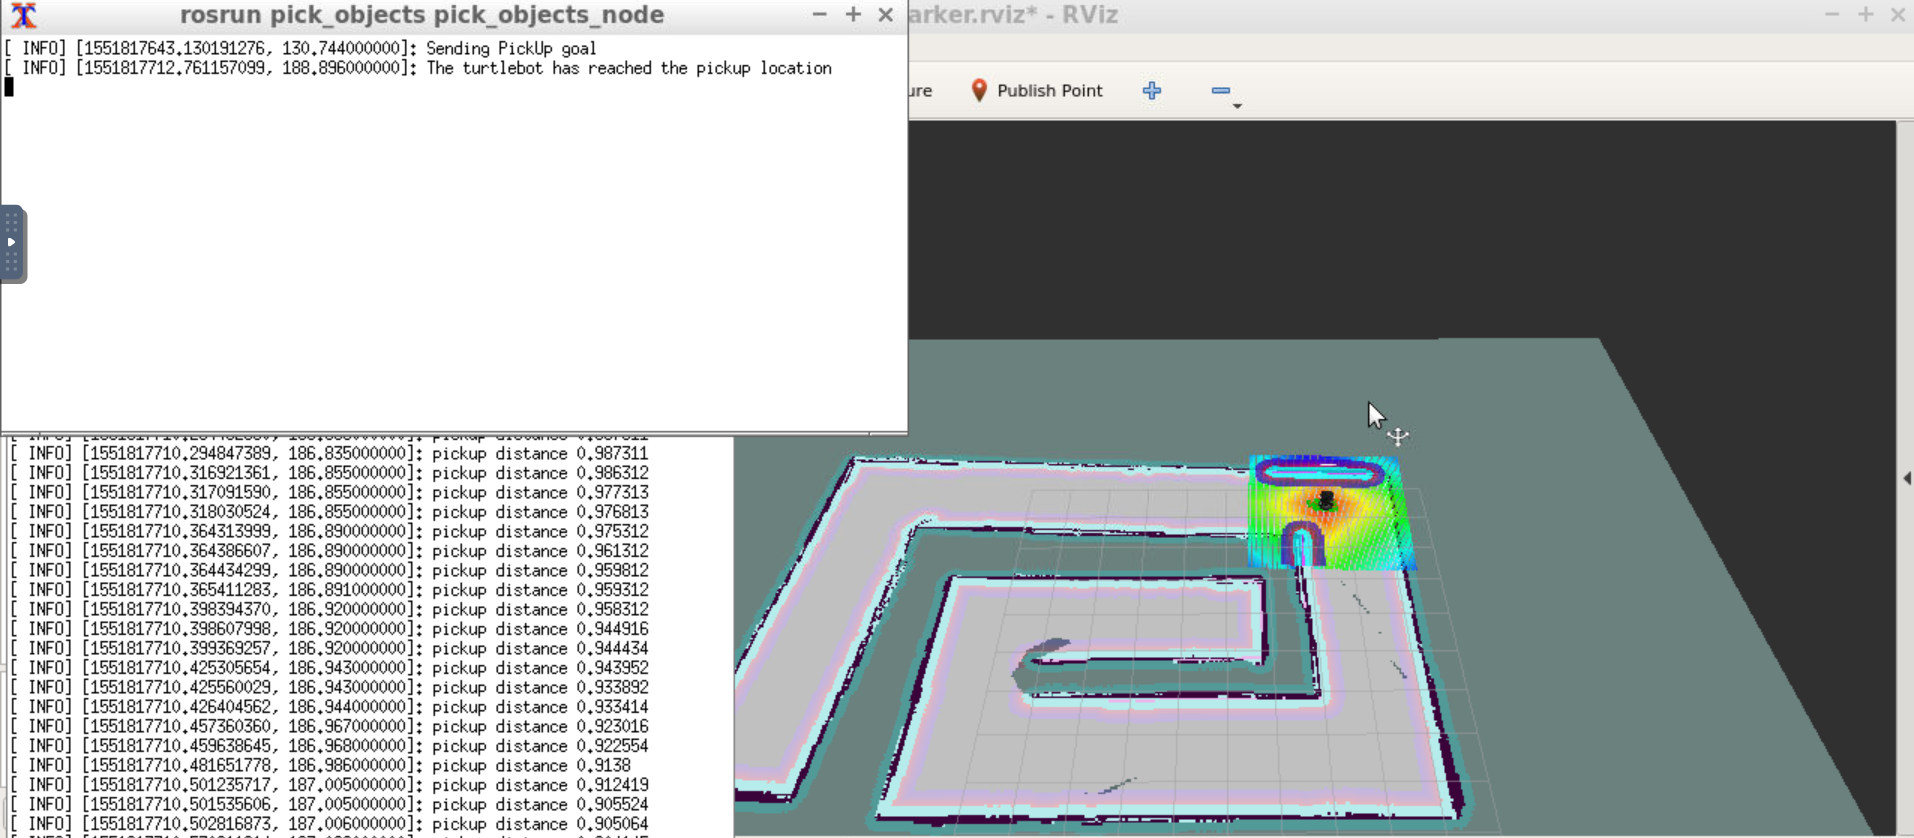 rosrun pick_objects pick_objects_node
arker.rviz* - RViz
[ INFO] [1551817643.130191276, 130.744000000]: Sending PickUp goal
[ INFO] [1551817712.761157099, 188.896000000]: The turtlebot has reached the pickup location
ure
Publish Point
[ INFO] [1551817710.294847389, 186.835000000]: pickup distance 0.987311
[ INFO] [1551817710.316921361, 186.855000000]: pickup distance 0.986312
[ INFO] [1551817710.317091590, 186.855000000]: pickup distance 0.977313
[ INFO] [1551817710.318030524, 186.855000000]: pickup distance 0.976813
[ INFO] [1551817710.364313999, 186.890000000]: pickup distance 0.975312
[ INFO] [1551817710.364386607, 186.890000000]: pickup distance 0.961312
[ INFO] [1551817710.364434299, 186.890000000]: pickup distance 0.959812
[ INFO] [1551817710.365411283, 186.891000000]: pickup distance 0.959312
[ INFO] [1551817710.398394370, 186.920000000]: pickup distance 0.958312
[ INFO] [1551817710.398607998, 186.920000000]: pickup distance 0.944916
[ INFO] [1551817710.399369257, 186.920000000]: pickup distance 0.944434
[ INFO] [1551817710.425305654, 186.943000000]: pickup distance 0.943952
[ INFO] [1551817710.425560029, 186.943000000]: pickup distance 0.933892
[ INFO] [1551817710.426404562, 186.944000000]: pickup distance 0.933414
[ INFO] [1551817710.457360360, 186.967000000]: pickup distance 0.923016
[ INFO] [1551817710.459638645, 186.968000000]: pickup distance 0.922554
[ INFO] [1551817710.481651778, 186.986000000]: pickup distance 0.9138
[ INFO] [1551817710.501235717, 187.005000000]: pickup distance 0.912419
[ INFO] [1551817710.501535606, 187.005000000]: pickup distance 0.905524
[ INFO] [1551817710.502816873, 187.006000000]: pickup distance 0.905064